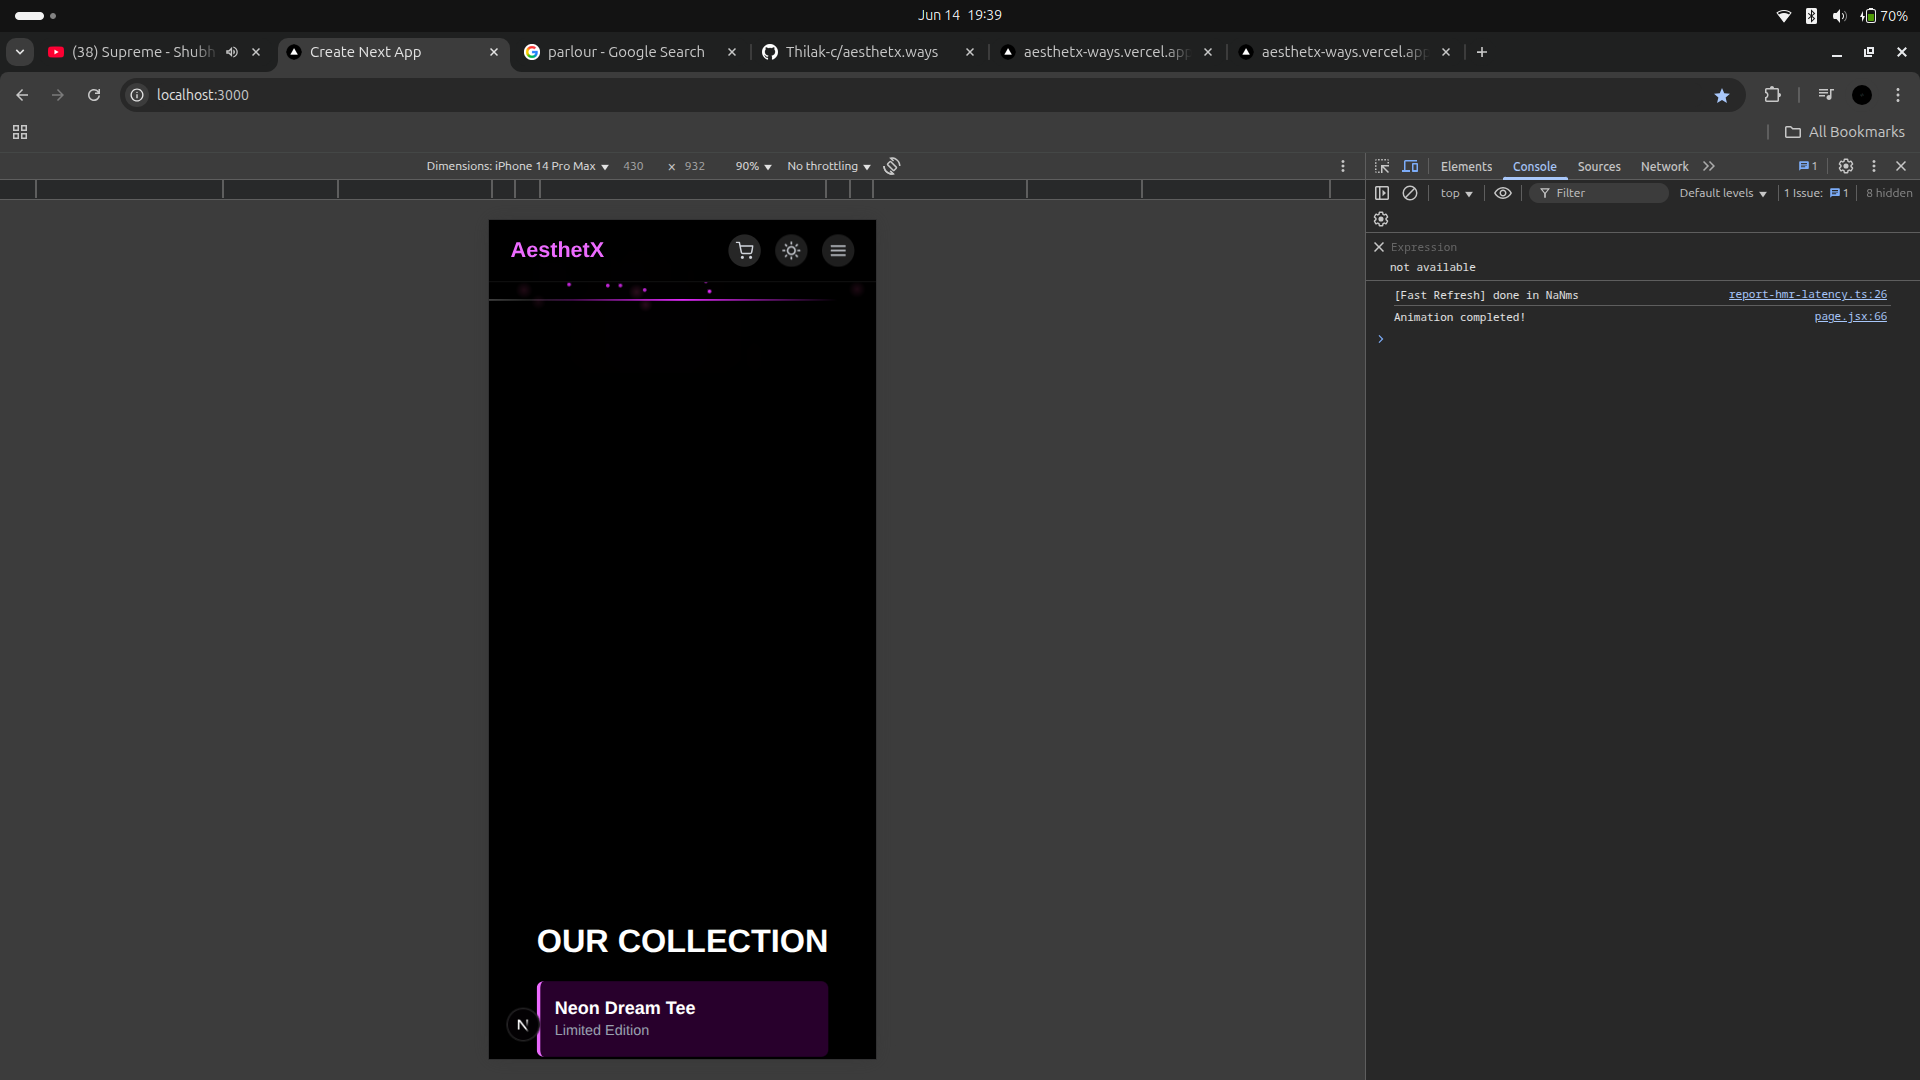 Jun 14 19:39
70%
(38) Supreme - Shubh
Create Next App
parlour - Google Search
Thilak-c/aesthetx.ways
aesthetx-ways.vercel.app
aesthetx-ways.vercel.app
localhost:3000
All Bookmarks
Dimensions: iPhone 14 Pro Max 430 x 932 90% No throttling
Elements Console Sources Network 1
top Filter Default levels 1 Issue: 1 8 hidden
Expression
not available
[Fast Refresh] done in NaNms report-hmr-latency.ts:26
Animation completed! page.jsx:66
AesthetX
OUR COLLECTION
Neon Dream Tee
Limited Edition
N